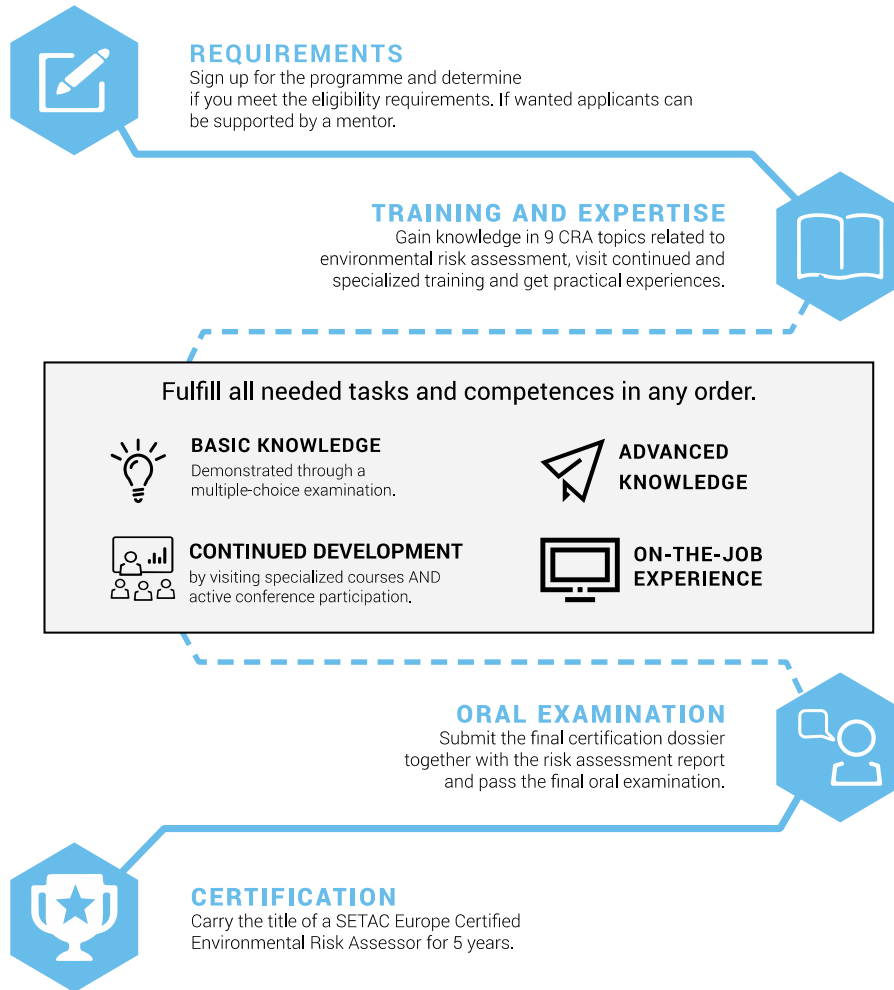 REQUIREMENTS
Sign up for the programme and determine
if you meet the eligibility requirements. If wanted applicants can
be supported by a mentor.
TRAINING AND EXPERTISE
Gain knowledge in 9 CRA topics related to
environmental risk assessment, visit continued and
specialized training and get practical experiences.
Fulfill all needed tasks and competences in any order.
BASIC KNOWLEDGE
Demonstrated through a
multiple-choice examination.
ADVANCED
KNOWLEDGE
CONTINUED DEVELOPMENT
by visiting specialized courses AND
active conference participation.
ON-THE-JOB
EXPERIENCE
ORAL EXAMINATION
Submit the final certification dossier
together with the risk assessment report
and pass the final oral examination.
CERTIFICATION
Carry the title of a SETAC Europe Certified
Environmental Risk Assessor for 5 years.